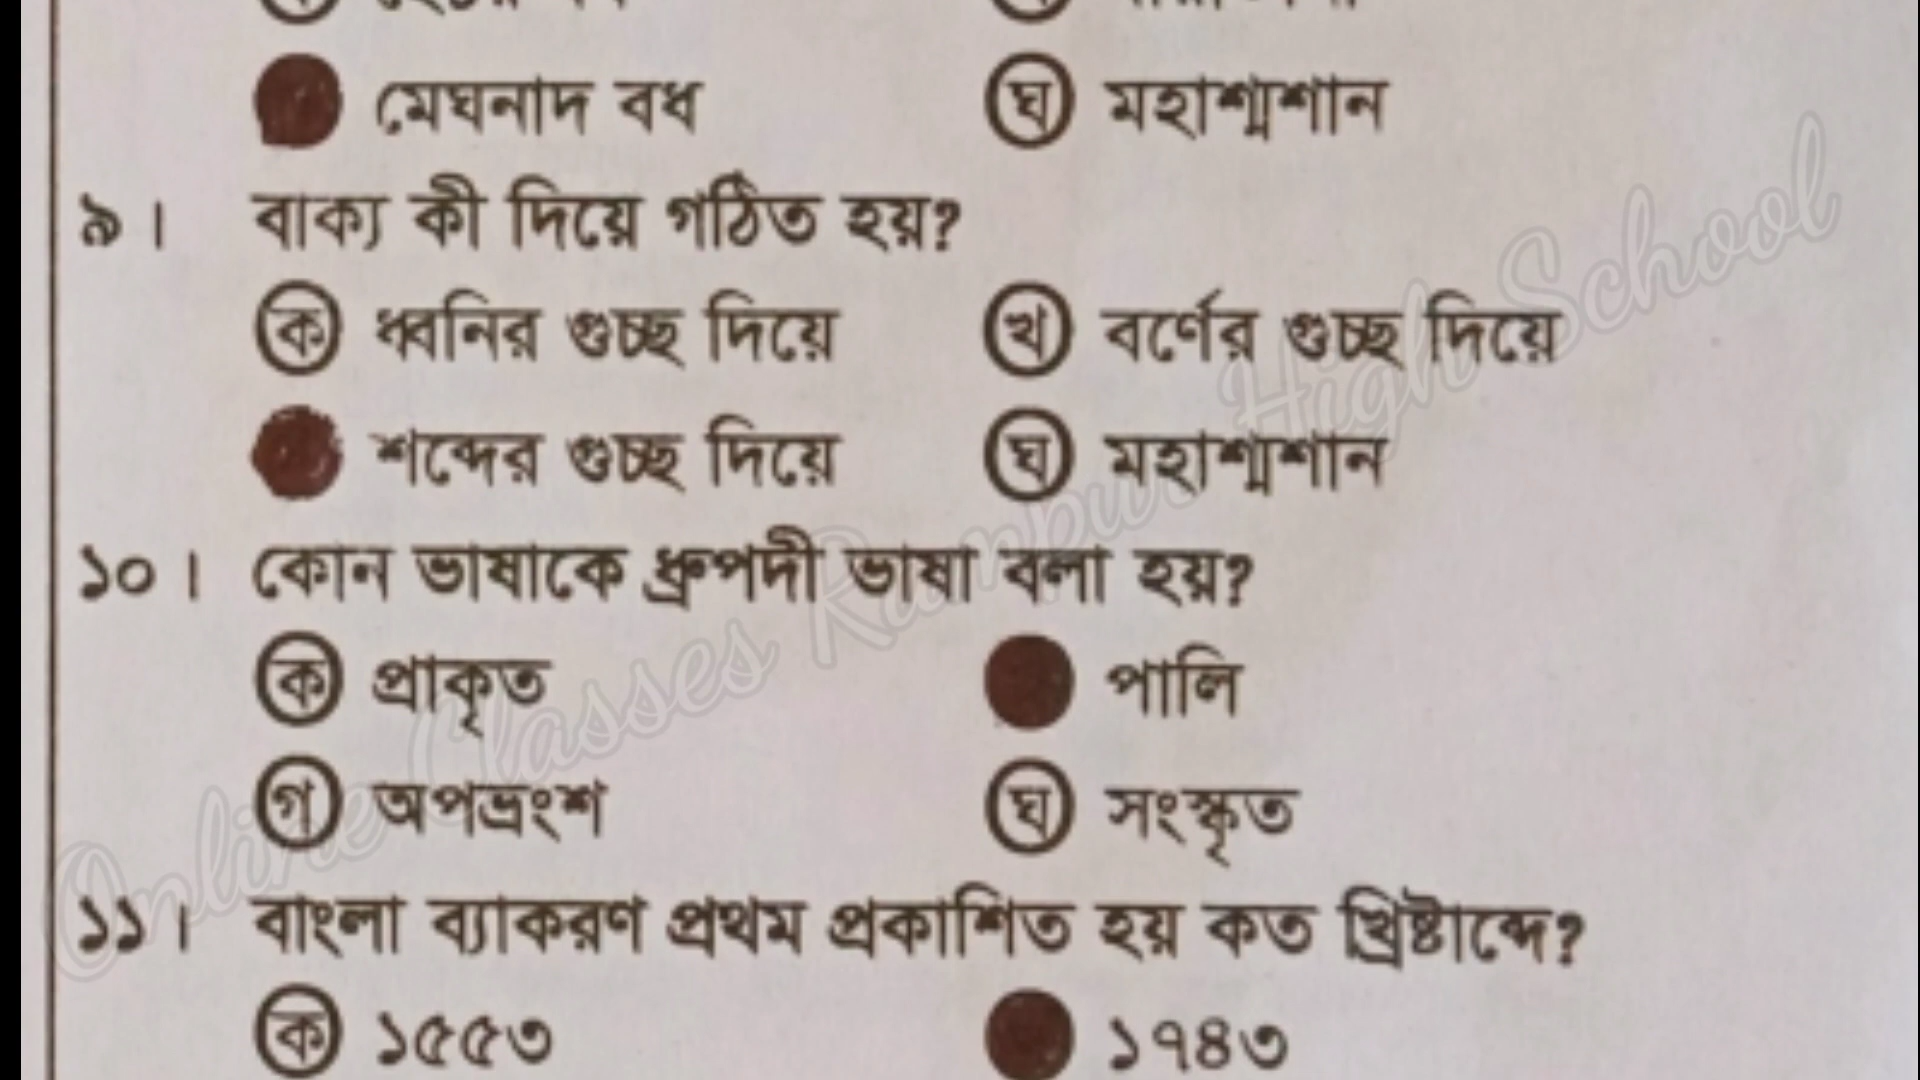 মেঘনাদ বধ ঘ মহাশ্মশান
৯। বাক্য কী দিয়ে গঠিত হয়?
ক ধ্বনির গুচ্ছ দিয়ে খ বর্ণের গুচ্ছ দিয়ে
শব্দের গুচ্ছ দিয়ে ঘ মহাশ্মশান
১০। কোন ভাষাকে ধ্রুপদী ভাষা বলা হয়?
ক প্রাকৃত পালি
গ অপভ্রংশ ঘ সংস্কৃত
১১। বাংলা ব্যাকরণ প্রথম প্রকাশিত হয় কত খ্রিষ্টাব্দে?
ক ১৫৫৩ ১৭৪৩
Online Classes Rampur High School